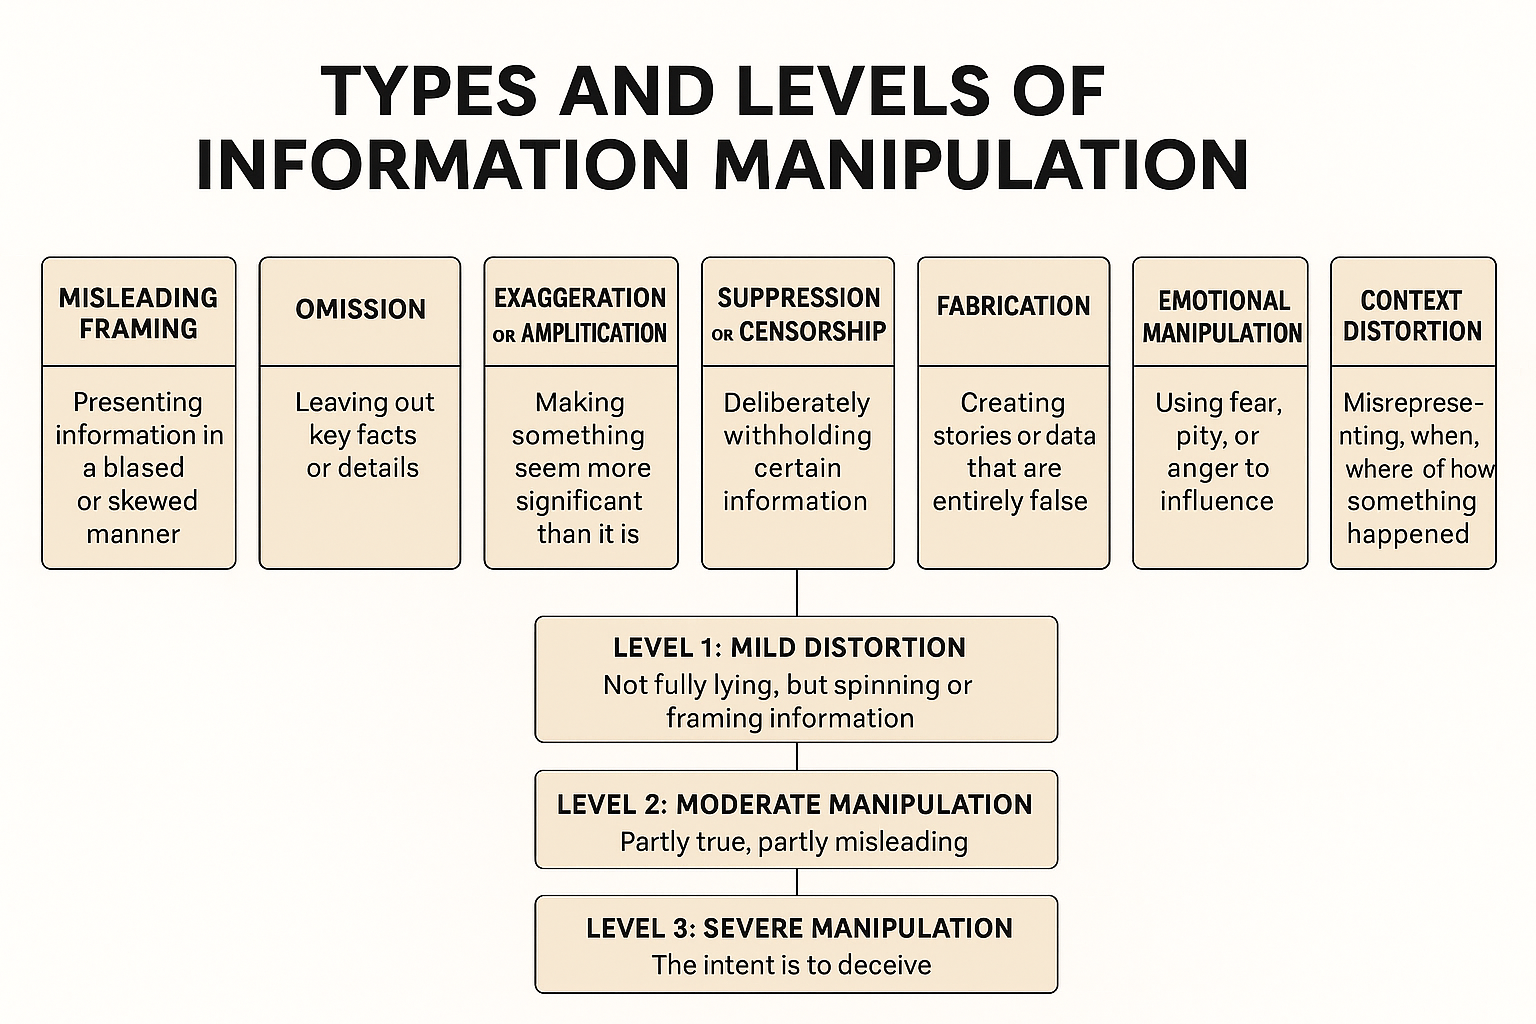 TYPES AND LEVELS OF
INFORMATION MANIPULATION
MISLEADING
FRAMING
Presenting
information in
a blased
or skewed
manner
OMISSION
Leaving out
key facts
or details
EXAGGERATION
OR AMPLITICATION
Making
something
seem more
significant
than it is
SUPPRESSION
OR CENSORSHIP
Deliberately
withholding
certain
information
FABRICATION
Creating
stories or data
that are
entirely false
EMOTIONAL
MANIPULATION
Using fear,
pity, or
anger to
influence
CONTEXT
DISTORTION
Misreprese-
nting, when,
where of how
something
happened
LEVEL 1: MILD DISTORTION
Not fully lying, but spinning or
framing information
LEVEL 2: MODERATE MANIPULATION
Partly true, partly misleading
LEVEL 3: SEVERE MANIPULATION
The intent is to deceive